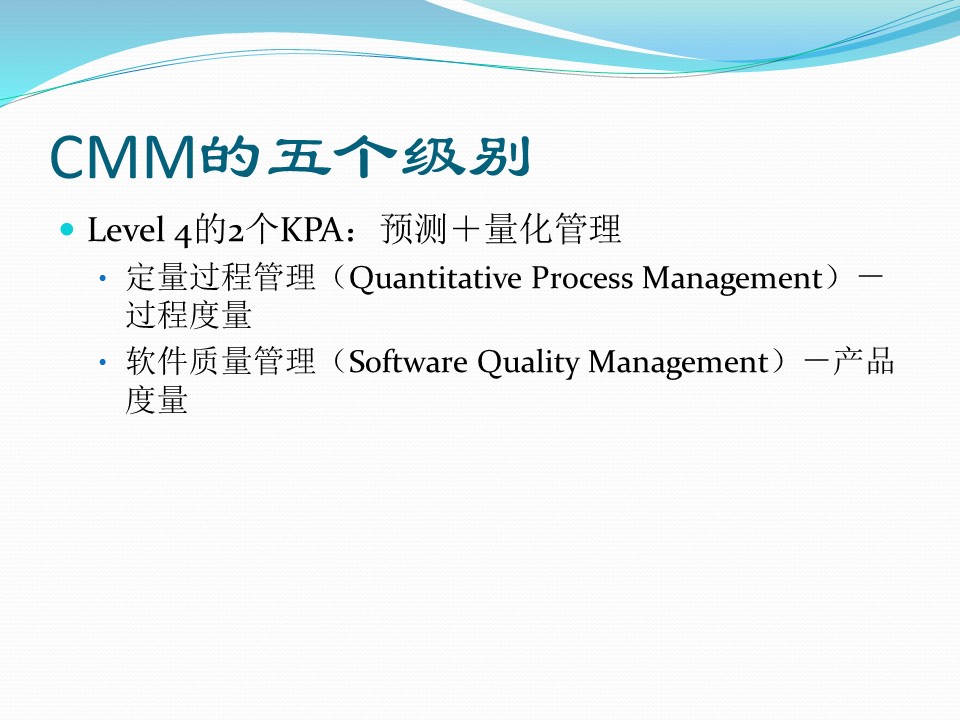 CMM的五个级别
Level 4的2个KPA：预测＋量化管理
定量过程管理（Quantitative Process Management）－
过程度量
软件质量管理（Software Quality Management）－产品
度量